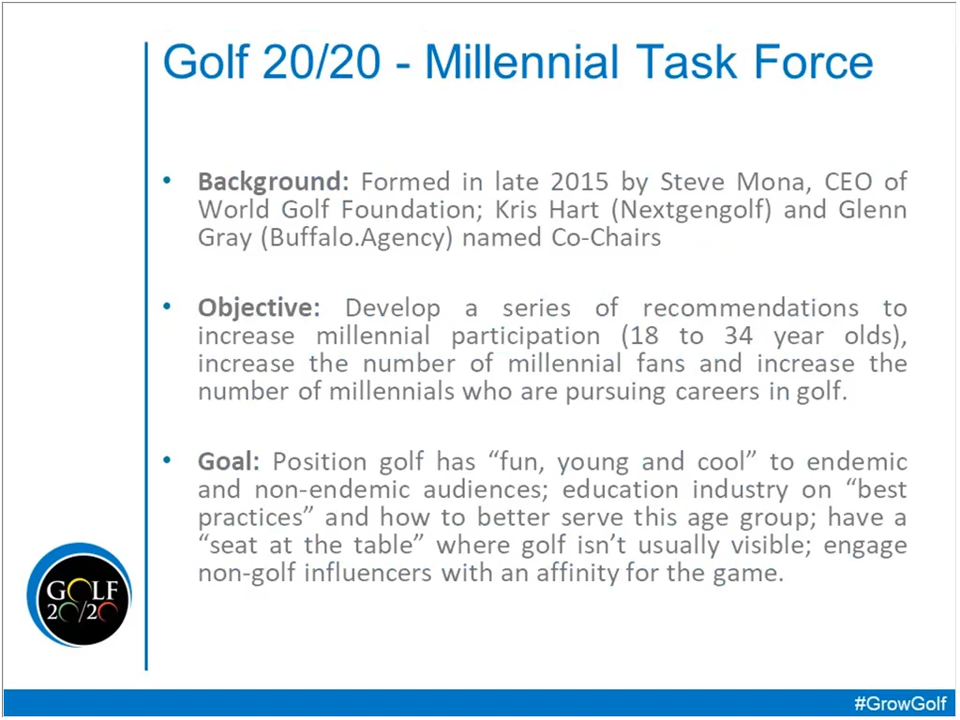 Golf 20/20 - Millennial Task Force
• Background: Formed in late 2015 by Steve Mona, CEO of
World Golf Foundation; Kris Hart (Nextgengolf) and Glenn
Gray (Buffalo.Agency) named Co-Chairs
• Objective: Develop a series of recommendations to
increase millennial participation (18 to 34 year olds),
increase the number of millennial fans and increase the
number of millennials who are pursuing careers in golf.
• Goal: Position golf has “fun, young and cool” to endemic
and non-endemic audiences; education industry on “best
practices” and how to better serve this age group; have a
“seat at the table” where golf isn’t usually visible; engage
non-golf influencers with an affinity for the game.
GOLF
20/20
#GrowGolf